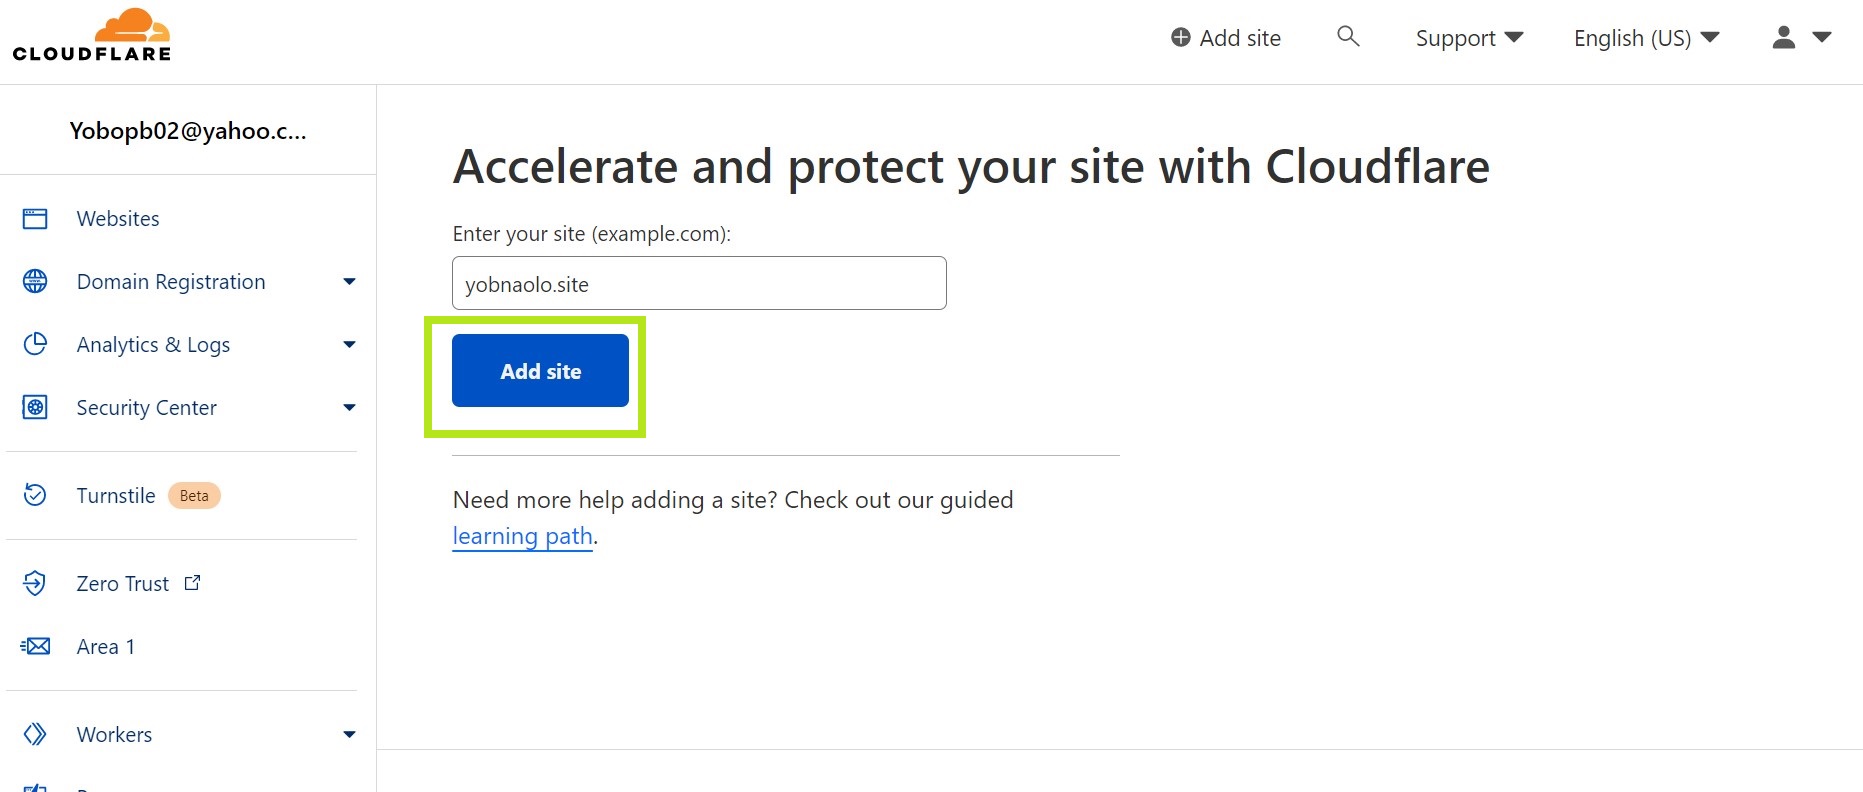 CLOUDFLARE
Add site
Support
English (US)
Yobopb02@yahoo.c...
Websites
Domain Registration
Analytics & Logs
Security Center
Turnstile Beta
Zero Trust
Area 1
Workers
Accelerate and protect your site with Cloudflare
Enter your site (example.com):
yobnaolo.site
Add site
Need more help adding a site? Check out our guided
learning path.